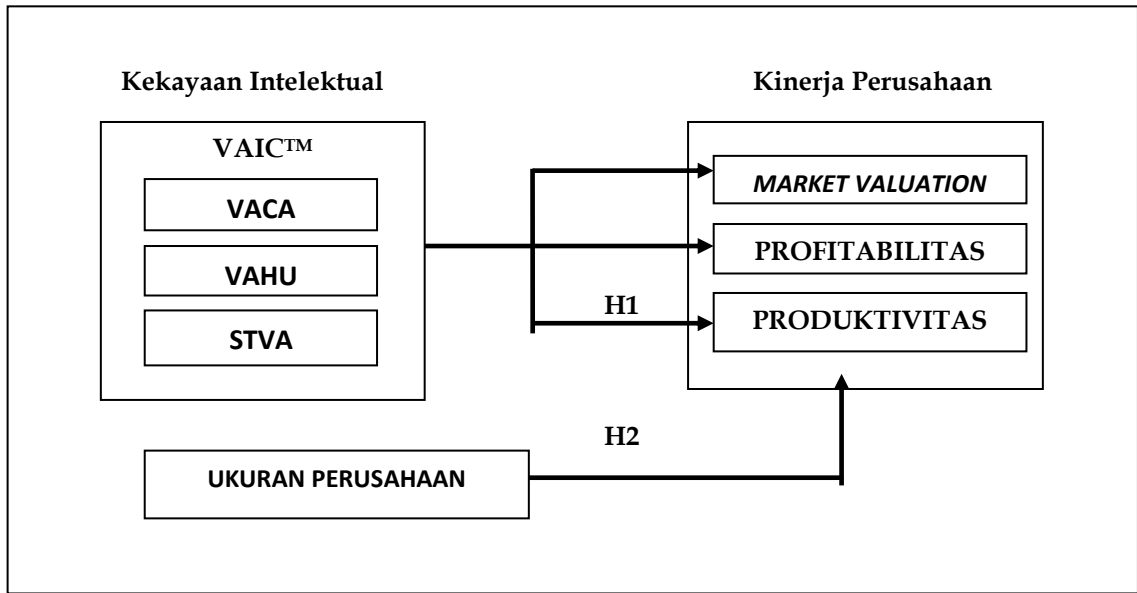 Kekayaan Intelektual
VAIC™
VACA
VAHU
STVA
Kinerja Perusahaan
MARKET VALUATION
PROFITABILITAS
PRODUKTIVITAS
H1
H2
UKURAN PERUSAHAAN